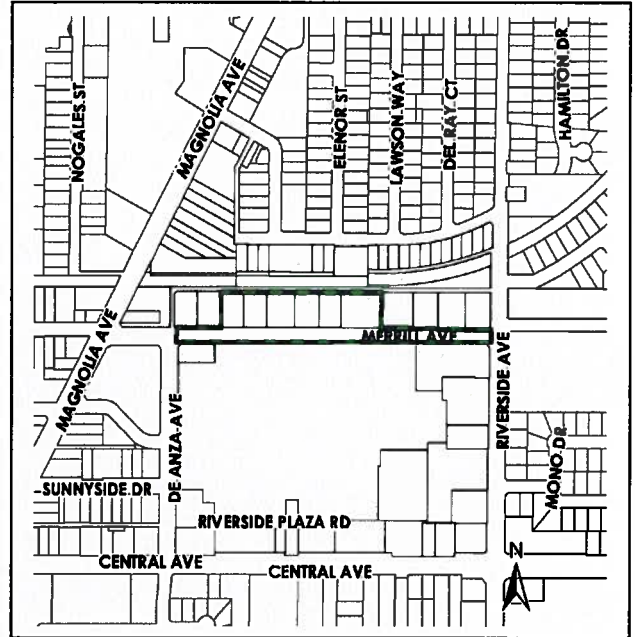 NOGALES ST
MAGNOLIA AVE
ELENOR ST
LAWSON WAY
DEL RAY CT
HAMILTON DR
MAGNOLIA AVE
MERRILL AVE
RIVERSIDE AVE
DE ANZA AVE
SUNNYSIDE DR
MONO DR
RIVERSIDE PLAZA RD
CENTRAL AVE
CENTRAL AVE
N